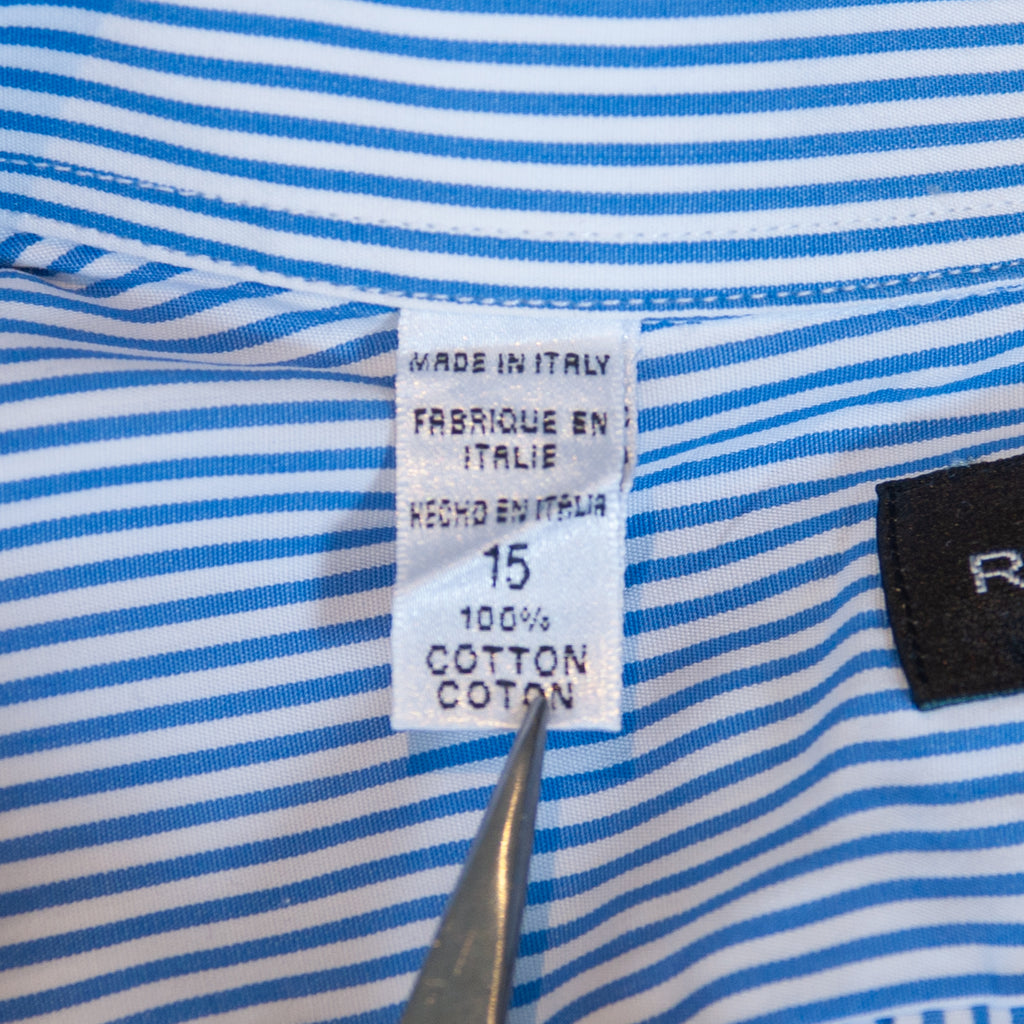 MADE IN ITALY
FABRIQUE EN
ITALIE
HECHO EN ITALIA
15
100%
COTTON
COTON
R